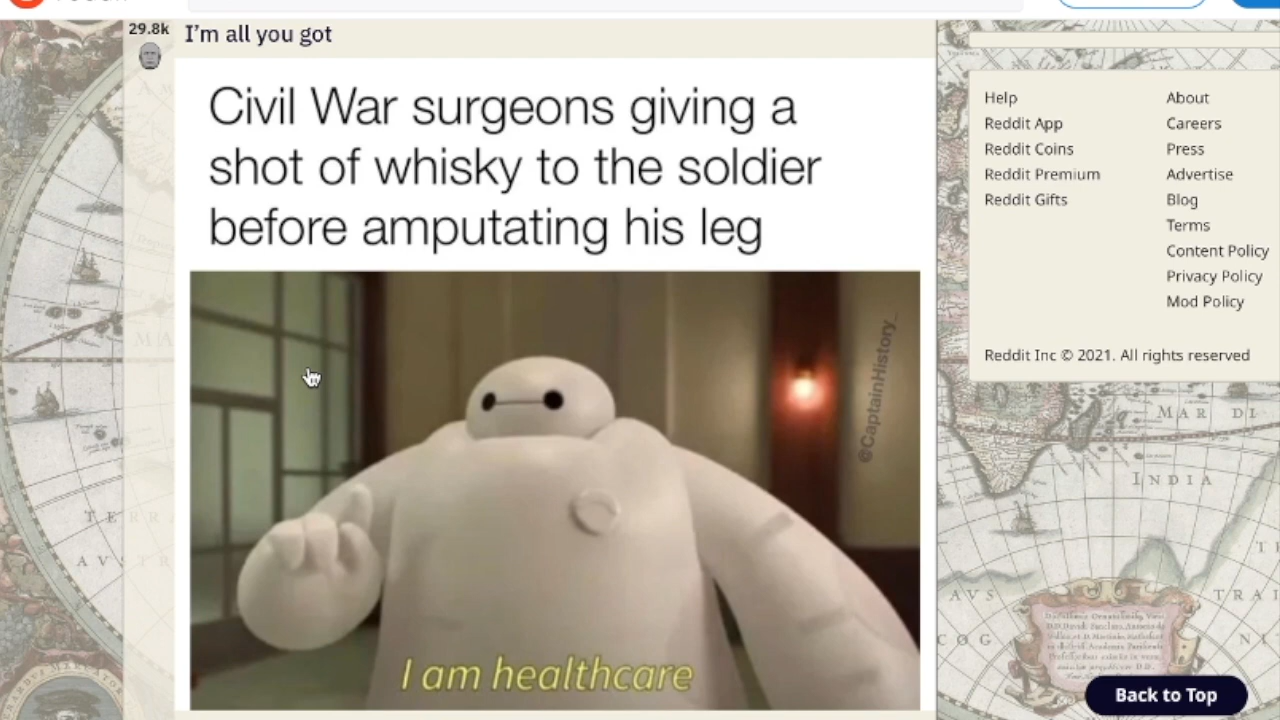 29.8k
I'm all you got
Civil War surgeons giving a
shot of whisky to the soldier
before amputating his leg
@CaptainHistory_
I am healthcare
Help
Reddit App
Reddit Coins
Reddit Premium
Reddit Gifts
About
Careers
Press
Advertise
Blog
Terms
Content Policy
Privacy Policy
Mod Policy
Reddit Inc © 2021. All rights reserved
MAR DI
INDIA
Back to Top